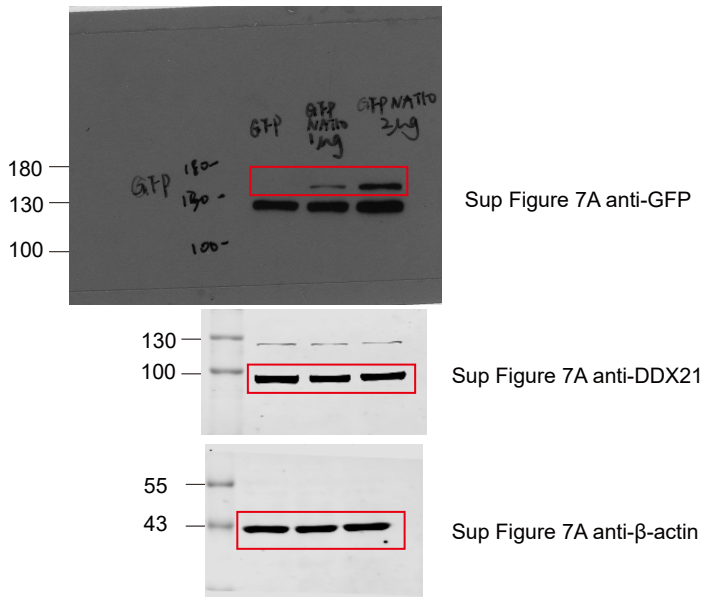 GFP
GFP
NAT10
1μg
GFP NAT10
2μg
180
130
100
GFP
180-
130-
100-
Sup Figure 7A anti-GFP
130
100
Sup Figure 7A anti-DDX21
55
43
Sup Figure 7A anti-β-actin